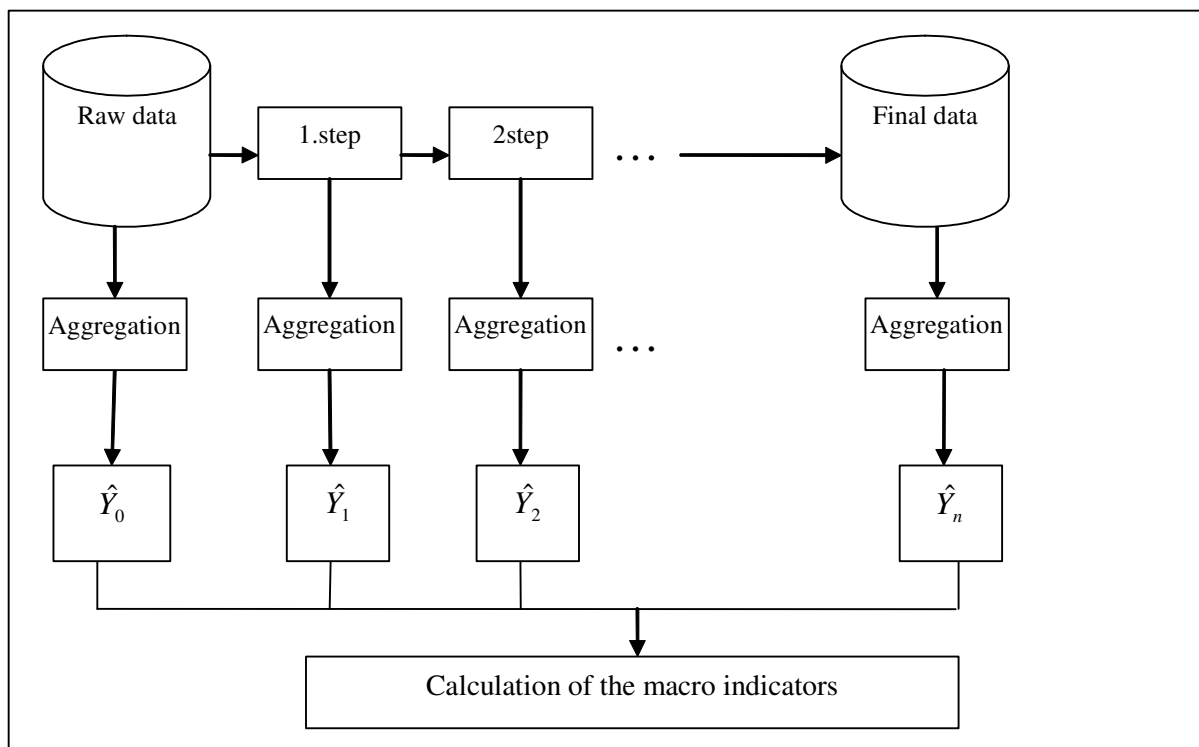 Raw data
1.step
2step
...
Final data
Aggregation
Aggregation
Aggregation
...
Aggregation
Ŷ₀
Ŷ₁
Ŷ₂
Ŷₙ
Calculation of the macro indicators